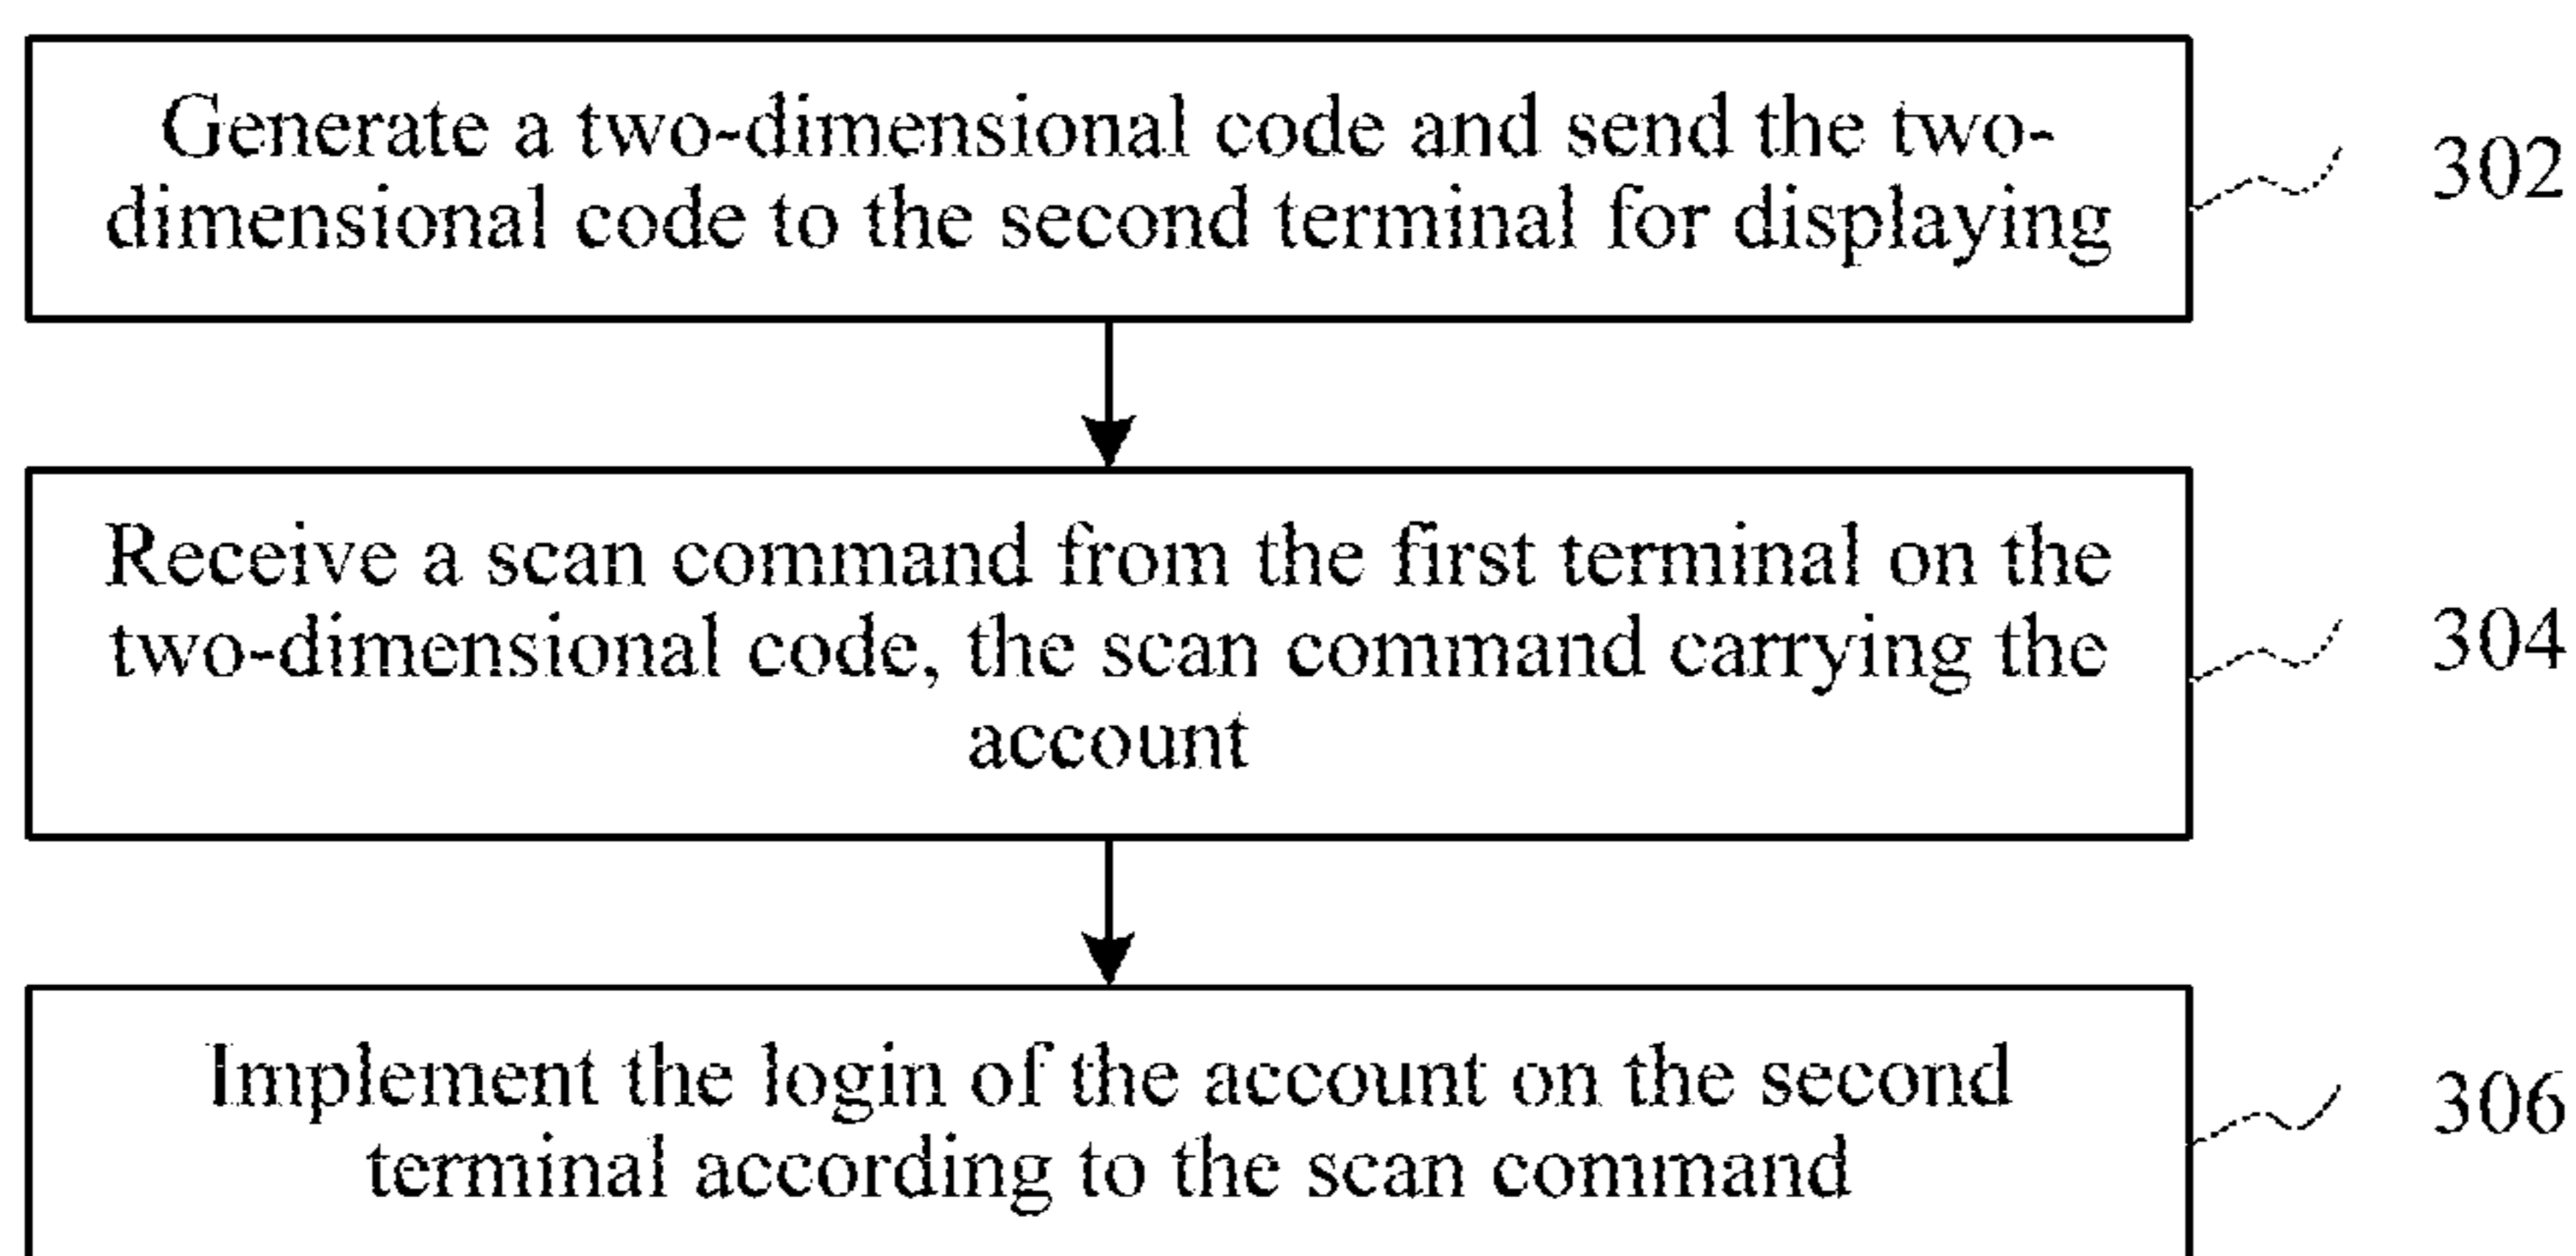 Generate a two-dimensional code and send the two-
dimensional code to the second terminal for displaying
302
Receive a scan command from the first terminal on the
two-dimensional code, the scan command carrying the
account
304
Implement the login of the account on the second
terminal according to the scan command
306